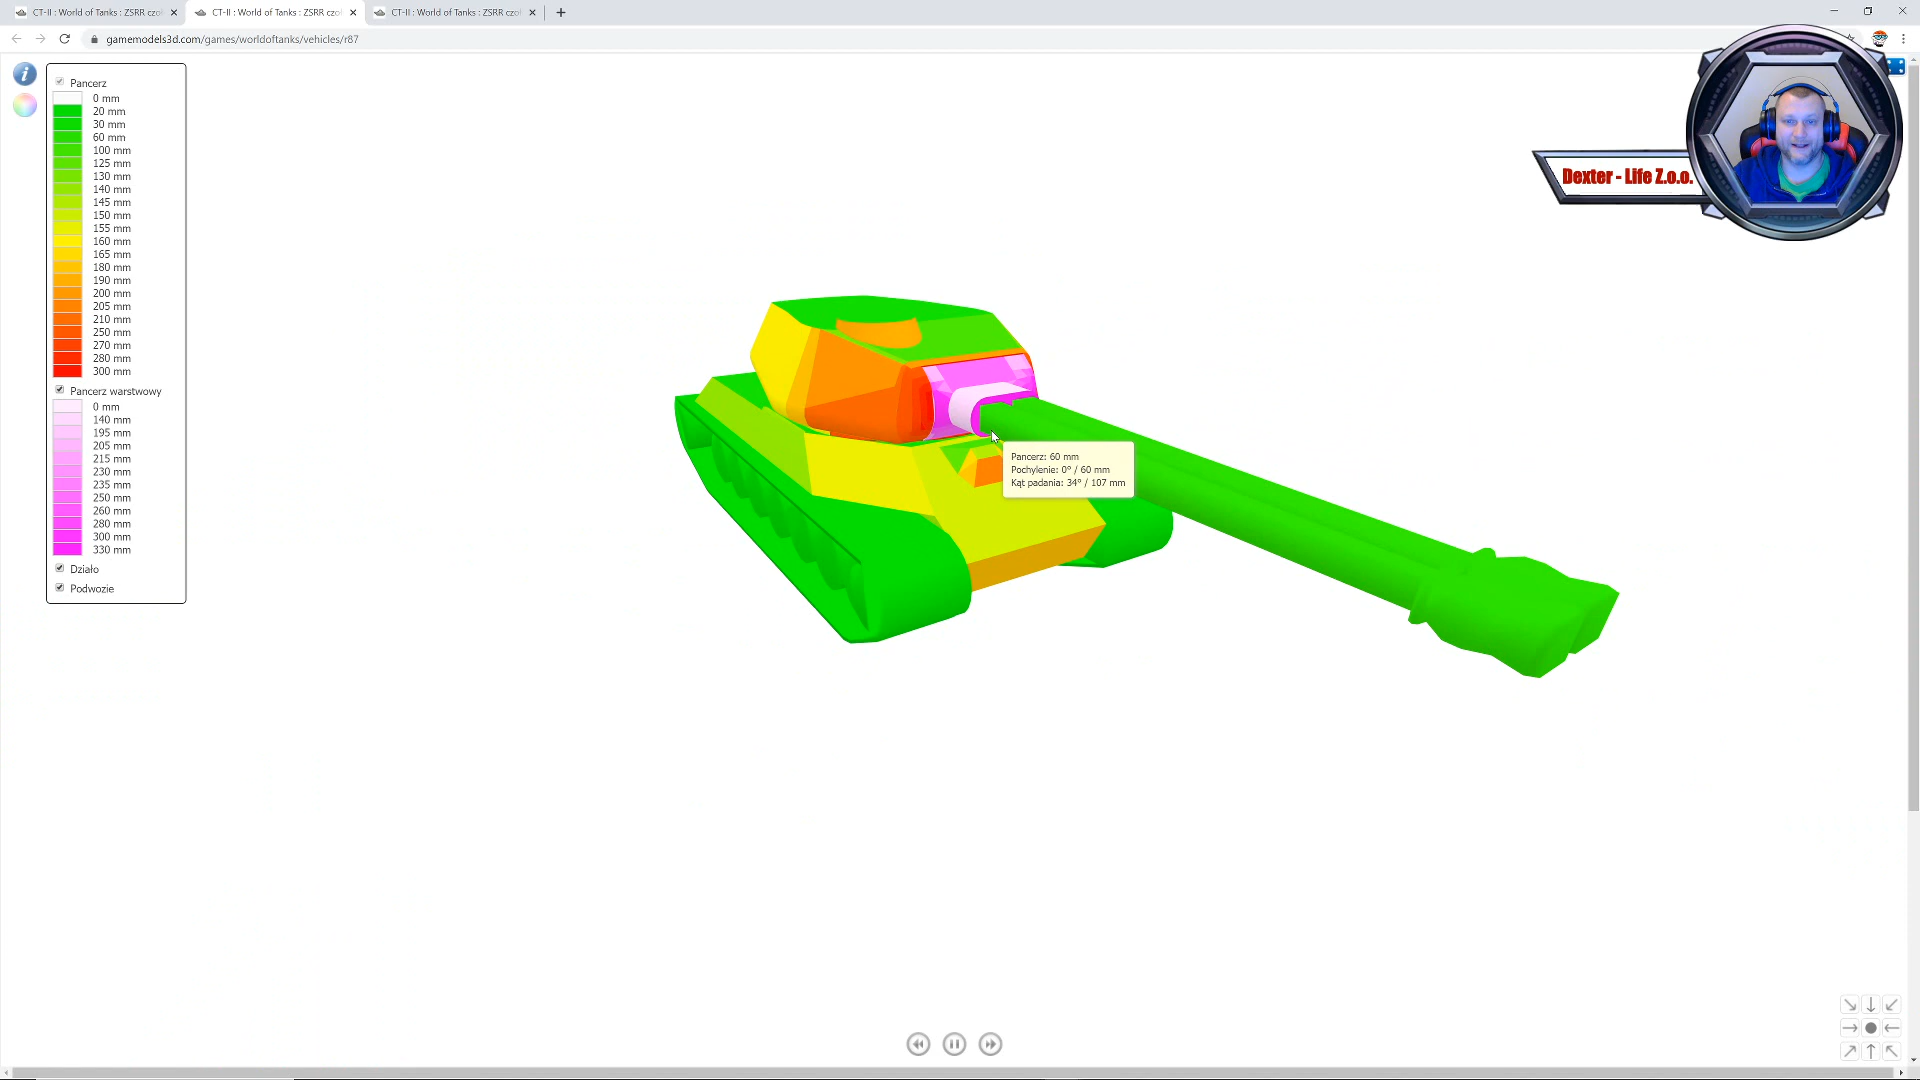 CT-II : World of Tanks : ZSRR czoł
CT-II : World of Tanks : ZSRR czoł
CT-II : World of Tanks : ZSRR czoł
gamemodels3d.com/games/worldoftanks/vehicles/r87
Pancerz
0 mm
20 mm
30 mm
60 mm
100 mm
125 mm
130 mm
140 mm
145 mm
150 mm
155 mm
160 mm
165 mm
180 mm
190 mm
200 mm
205 mm
210 mm
250 mm
270 mm
280 mm
300 mm
Pancerz warstwowy
0 mm
140 mm
195 mm
205 mm
215 mm
230 mm
235 mm
250 mm
260 mm
280 mm
300 mm
330 mm
Działo
Podwozie
Dexter - Life Z.o.o.
Pancerz: 60 mm
Pochylenie: 0° / 60 mm
Kąt padania: 34° / 107 mm